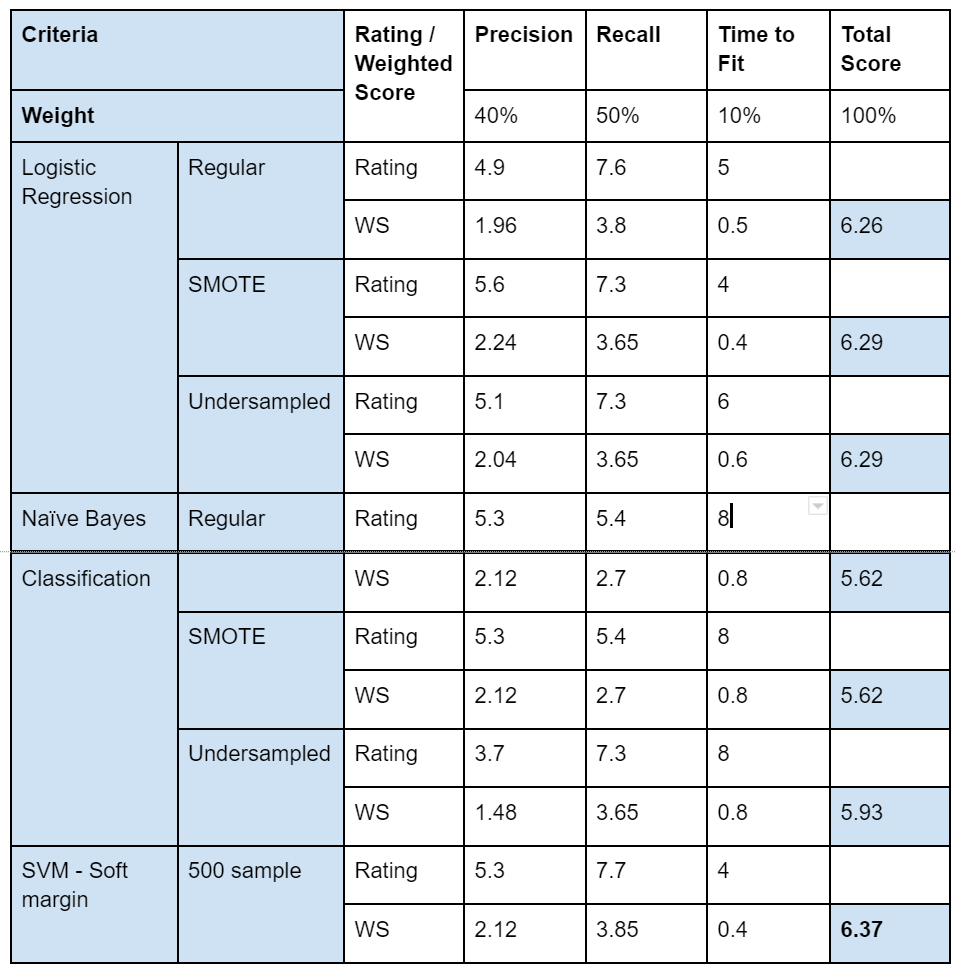 Criteria
Rating /
Weighted
Score
Precision
Recall
Time to
Fit
Total
Score
Weight
40%
50%
10%
100%
Logistic
Regression
Regular
Rating
4.9
7.6
5
WS
1.96
3.8
0.5
6.26
SMOTE
Rating
5.6
7.3
4
WS
2.24
3.65
0.4
6.29
Undersampled
Rating
5.1
7.3
6
WS
2.04
3.65
0.6
6.29
Naïve Bayes
Regular
Rating
5.3
5.4
8
Classification
WS
2.12
2.7
0.8
5.62
SMOTE
Rating
5.3
5.4
8
WS
2.12
2.7
0.8
5.62
Undersampled
Rating
3.7
7.3
8
WS
1.48
3.65
0.8
5.93
SVM - Soft
margin
500 sample
Rating
5.3
7.7
4
WS
2.12
3.85
0.4
6.37